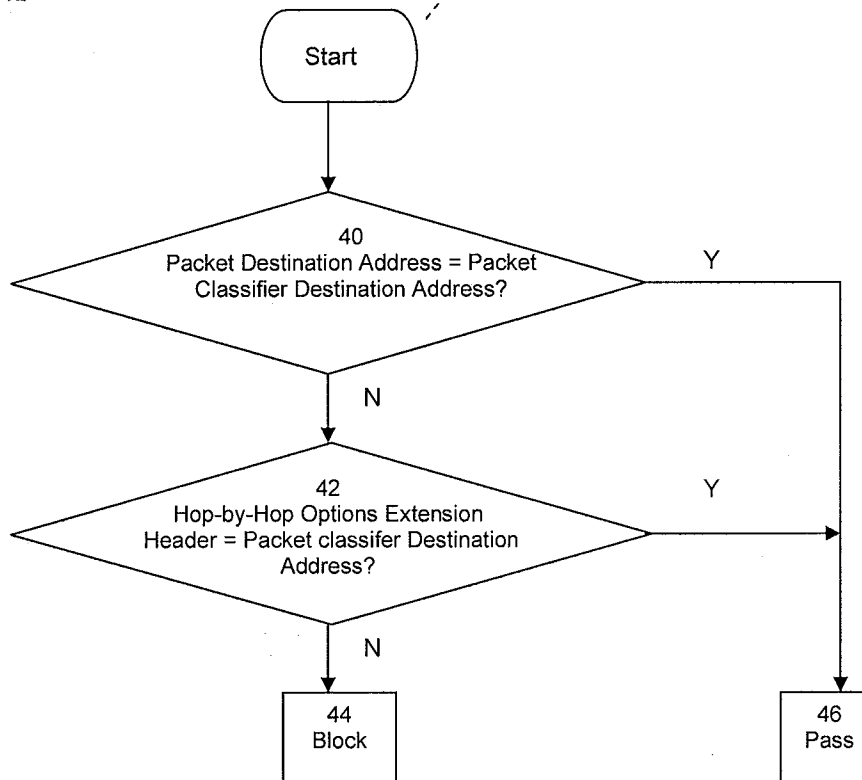 Start
40
Packet Destination Address = Packet
Classifier Destination Address?
Y
N
42
Hop-by-Hop Options Extension
Header = Packet classifer Destination
Address?
Y
N
44
Block
46
Pass